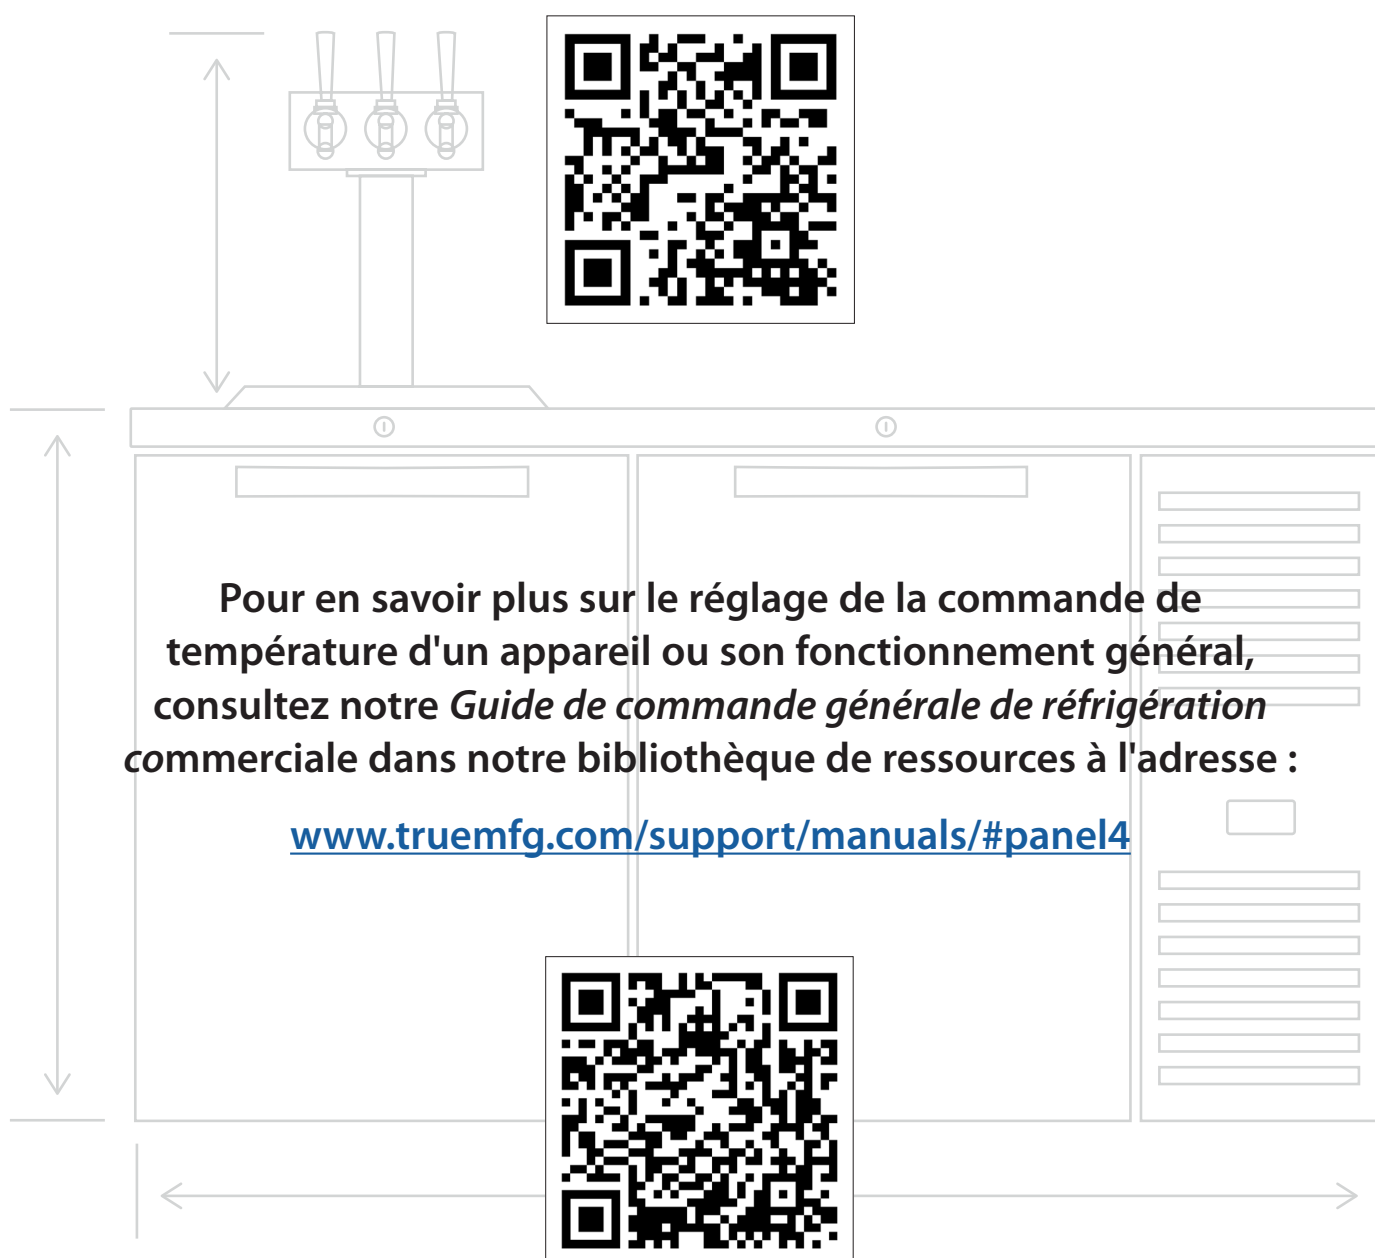 Pour en savoir plus sur le réglage de la commande de
température d'un appareil ou son fonctionnement général,
consultez notre Guide de commande générale de réfrigération
commerciale dans notre bibliothèque de ressources à l'adresse :
www.truemfg.com/support/manuals/#panel4